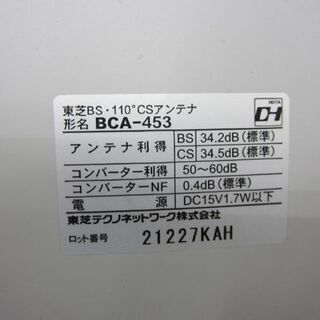 東芝BS・110°CSアンテナ
形名 BCA-453
DH
アンテナ利得 BS 34.2dB(標準)
CS 34.5dB(標準)
コンバーター利得 50〜60dB
コンバーターNF 0.4dB(標準)
電源 DC15V1.7W以下
東芝テクノネットワーク株式会社
ロット番号 21227KAH